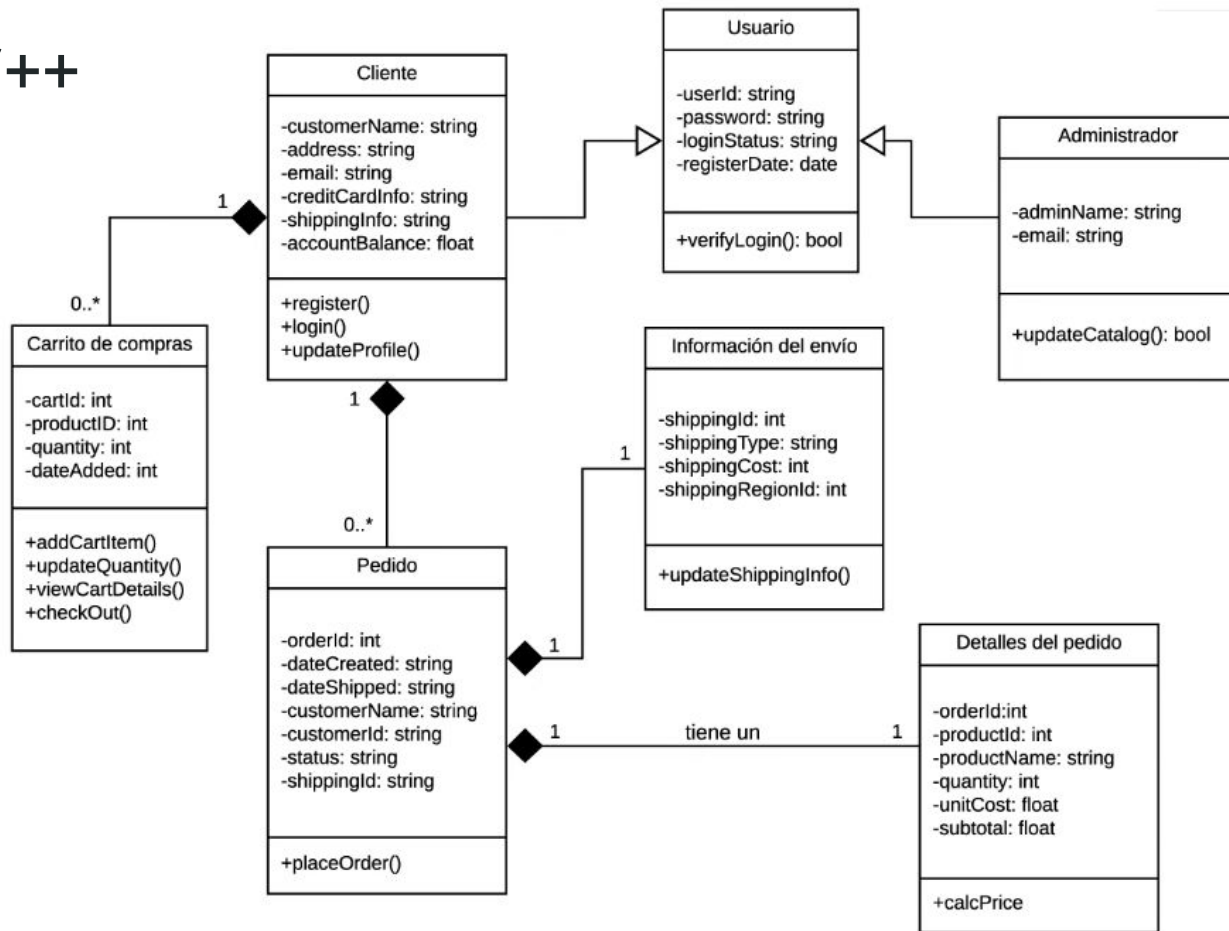 ++
Cliente
-customerName: string
-address: string
-email: string
-creditCardInfo: string
-shippingInfo: string
-accountBalance: float
+register()
+login()
+updateProfile()
Usuario
-userId: string
-password: string
-loginStatus: string
-registerDate: date
+verifyLogin(): bool
Administrador
-adminName: string
-email: string
+updateCatalog(): bool
1
0..*
Carrito de compras
-cartId: int
-productID: int
-quantity: int
-dateAdded: int
+addCartItem()
+updateQuantity()
+viewCartDetails()
+checkOut()
1
0..*
Información del envío
-shippingId: int
-shippingType: string
-shippingCost: int
-shippingRegionId: int
+updateShippingInfo()
1
1
Pedido
-orderId: int
-dateCreated: string
-dateShipped: string
-customerName: string
-customerId: string
-status: string
-shippingId: string
+placeOrder()
1 tiene un 1
Detalles del pedido
-orderId:int
-productId: int
-productName: string
-quantity: int
-unitCost: float
-subtotal: float
+calcPrice